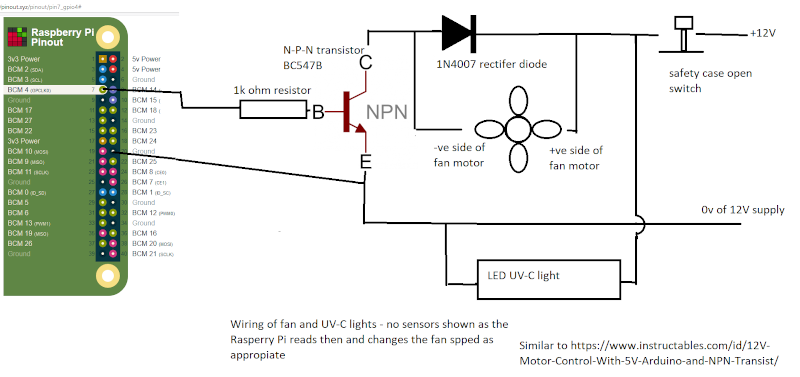 /pinout.xyz/pinout/pin7_gpio4#
Raspberry Pi
Pinout
3v3 Power
5v Power
BCM 2 (SDA)
5v Power
BCM 3 (SCL)
Ground
BCM 4 (GPCLK0)
BCM 14
Ground
BCM 15
BCM 17
BCM 18
BCM 27
Ground
BCM 22
BCM 23
3v3 Power
BCM 24
BCM 10 (MOSI)
Ground
BCM 9 (MISO)
BCM 25
BCM 11 (SCLK)
BCM 8 (CE0)
Ground
BCM 7 (CE1)
BCM 0 (ID_SD)
BCM 1 (ID_SC)
BCM 5
Ground
BCM 6
BCM 12 (PWM0)
BCM 13 (PWM1)
Ground
BCM 19 (MISO)
BCM 16
BCM 26
BCM 20 (MOSI)
Ground
BCM 21 (SCLK)
N-P-N transistor
BC547B
C
1k ohm resistor
B
NPN
E
1N4007 rectifer diode
+12V
safety case open
switch
-ve side of
fan motor
+ve side of
fan motor
0v of 12V supply
LED UV-C light
Wiring of fan and UV-C lights - no sensors shown as the
Rasperry Pi reads then and changes the fan spped as
appropiate
Similar to https://www.instructables.com/id/12V-
Motor-Control-With-5V-Arduino-and-NPN-Transist/